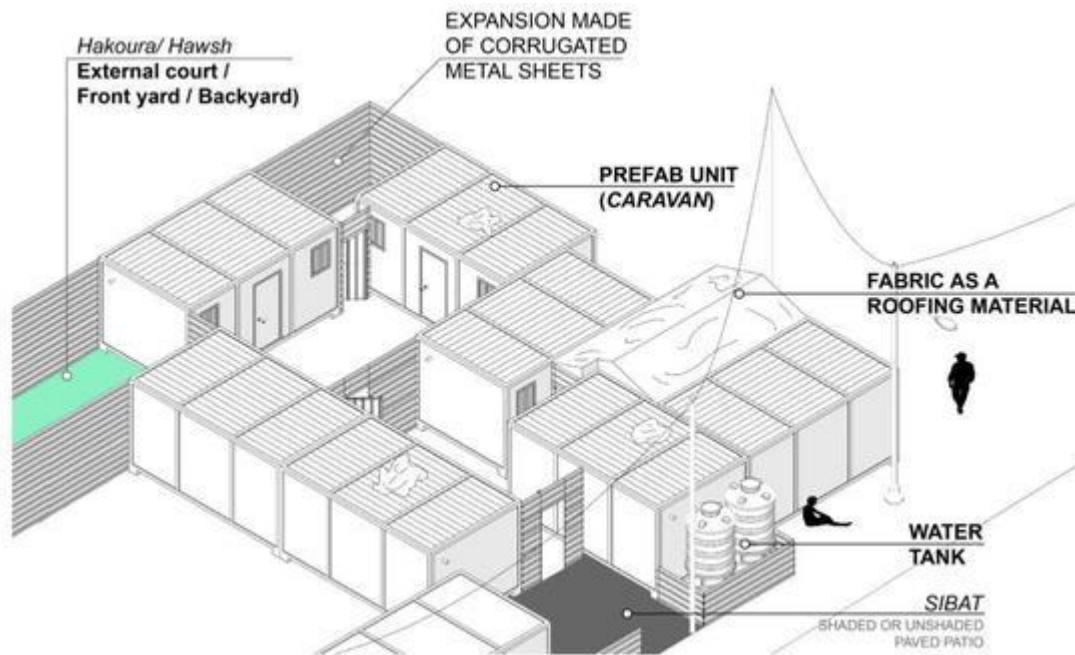 Hakoura/ Hawsh
External court /
Front yard / Backyard)
EXPANSION MADE
OF CORRUGATED
METAL SHEETS
PREFAB UNIT
(CARAVAN)
FABRIC AS A
ROOFING MATERIAL
WATER
TANK
SIBAT
SHADED OR UNSHADED
PAVED PATIO